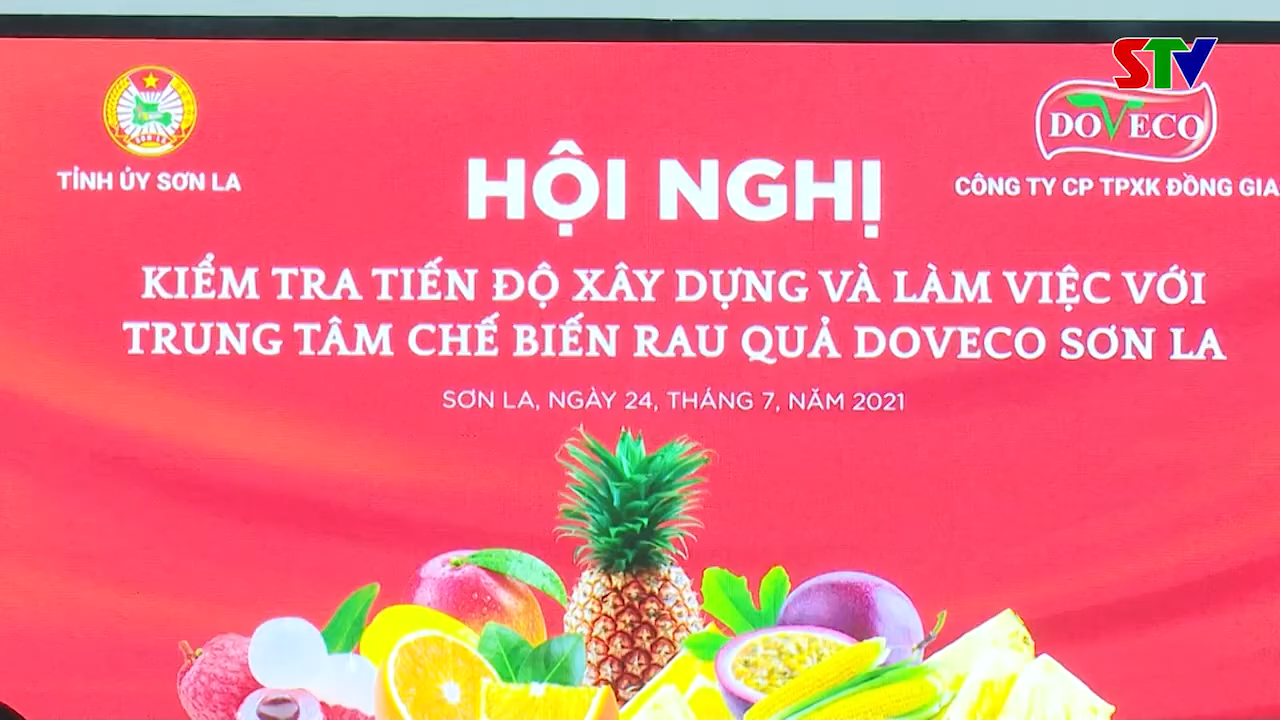 STV
DOVECO
SƠN LA
TỈNH ỦY SƠN LA
CÔNG TY CP TPXK ĐỒNG GIA
HỘI NGHỊ
KIỂM TRA TIẾN ĐỘ XÂY DỰNG VÀ LÀM VIỆC VỚI
TRUNG TÂM CHẾ BIẾN RAU QUẢ DOVECO SƠN LA
SƠN LA, NGÀY 24, THÁNG 7, NĂM 2021